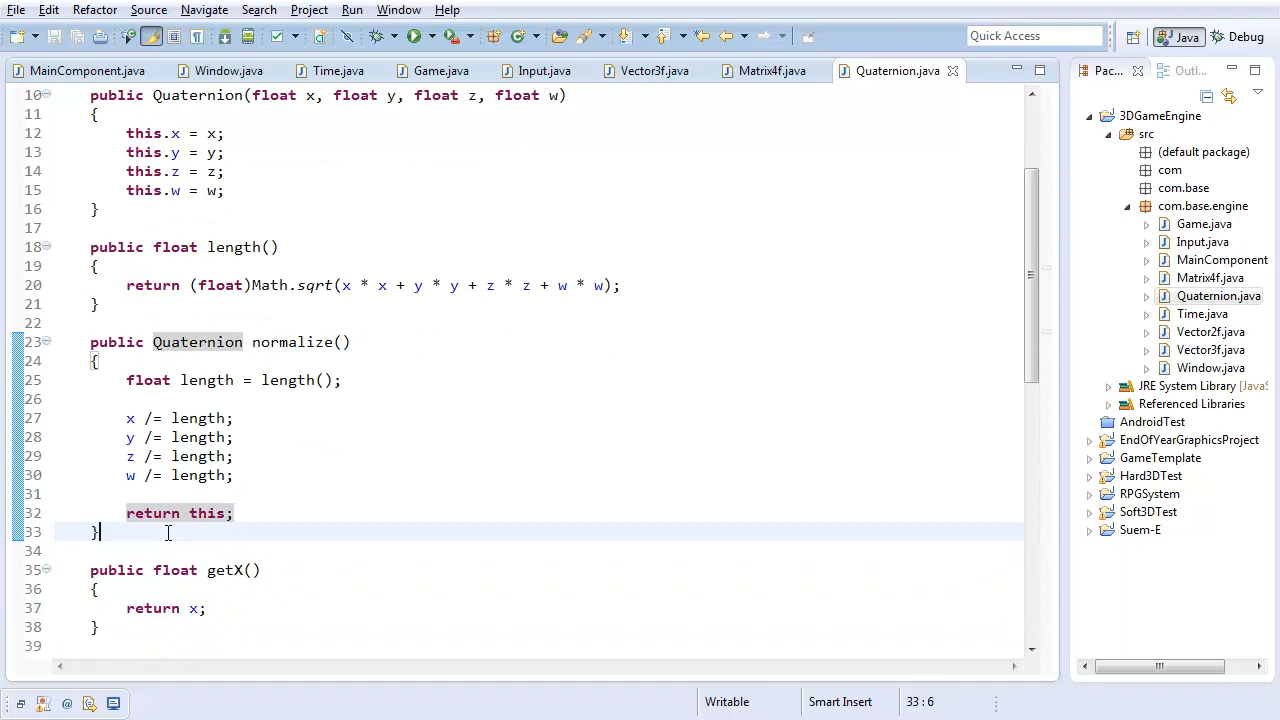 File Edit Refactor Source Navigate Search Project Run Window Help
Quick Access
Java
Debug
MainComponent.java
Window.java
Time.java
Game.java
Input.java
Vector3f.java
Matrix4f.java
Quaternion.java
Pac...
Outl...
10 public Quaternion(float x, float y, float z, float w)
11 {
12 this.x = x;
13 this.y = y;
14 this.z = z;
15 this.w = w;
16 }
17
18 public float length()
19 {
20 return (float)Math.sqrt(x * x + y * y + z * z + w * w);
21 }
22
23 public Quaternion normalize()
24 {
25 float length = length();
26
27 x /= length;
28 y /= length;
29 z /= length;
30 w /= length;
31
32 return this;
33 }
34
35 public float getX()
36 {
37 return x;
38 }
39
3DGameEngine
src
(default package)
com
com.base
com.base.engine
Game.java
Input.java
MainComponent
Matrix4f.java
Quaternion.java
Time.java
Vector2f.java
Vector3f.java
Window.java
JRE System Library [JavaS
Referenced Libraries
AndroidTest
EndOfYearGraphicsProject
GameTemplate
Hard3DTest
RPGSystem
Soft3DTest
Suem-E
Writable
Smart Insert
33 : 6